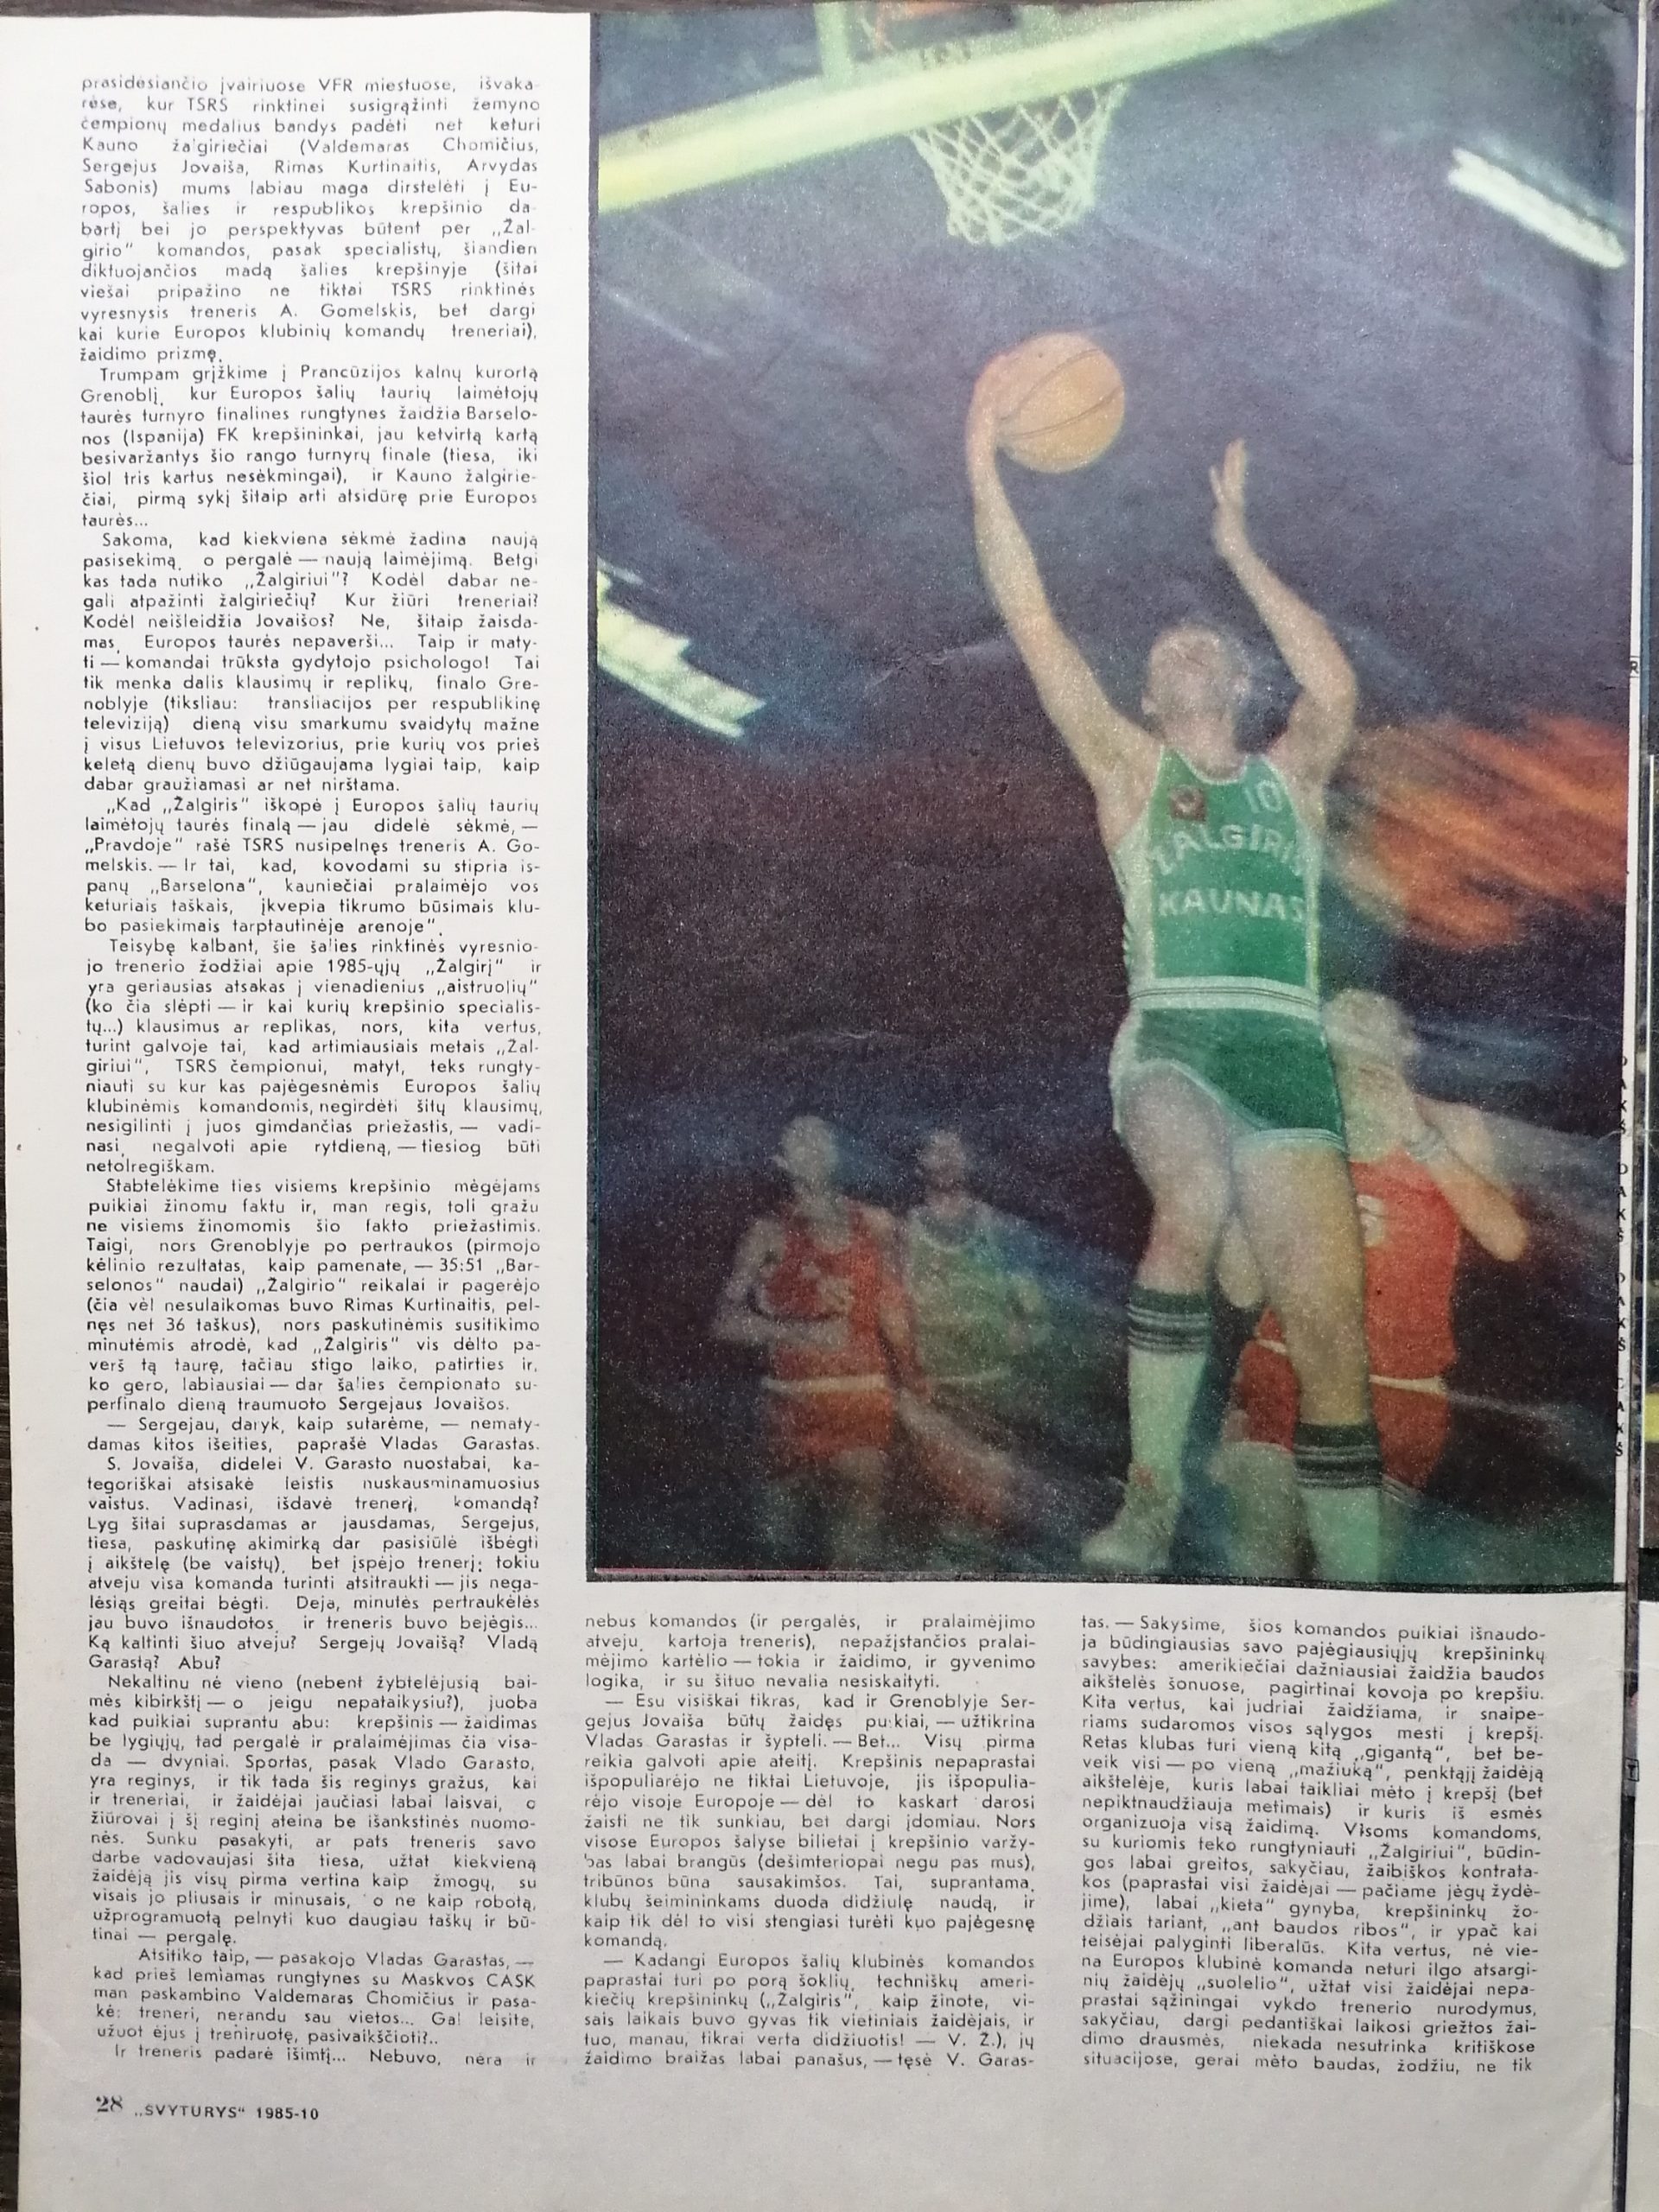 prasidėsiančio įvairiuose VFR miestuose, išvaka-
rėse, kur TSRS rinktinei susigrąžinti žemyno
čempionų medalius bandys padėti net keturi
Kauno žalgiriečiai (Valdemaras Chomičius,
Sergejus Jovaiša, Rimas Kurtinaitis, Arvydas
Sabonis) mums labiau maga dirstelėti į Eu-
ropos, šalies ir respublikos krepšinio da-
bartį bei jo perspektyvas būtent per „Žal-
girio“ komandos, pasak specialistų, šiandien
diktuojančios madą šalies krepšinyje (šitai
viešai pripažino ne tiktai TSRS rinktinės
vyresnysis treneris A. Gomelskis, bet dargi
kai kurie Europos klubinių komandų treneriai),
žaidimo prizmę.
Trumpam grįžkime į Prancūzijos kalnų kurortą
Grenoblį, kur Europos šalių taurių laimėtojų
taurės turnyro finalines rungtynes žaidžia Barselo-
nos (Ispanija) FK krepšininkai, jau ketvirtą kartą
besivaržantys šio rango turnyrų finale (tiesa, iki
šiol tris kartus nesėkmingai), ir Kauno žalgirie-
čiai, pirmą sykį šitaip arti atsidūrę prie Europos
taurės...
Sakoma, kad kiekviena sėkmė žadina naują
pasisekimą, o pergalė — naują laimėjimą. Betgi
kas tada nutiko „Žalgiriui“? Kodėl dabar ne-
gali atpažinti žalgiriečių? Kur žiūri treneriai?
Kodėl neišleidžia Jovaišos? Ne, šitaip žaisda-
mas, Europos taurės nepaverši... Taip ir maty-
ti — komandai trūksta gydytojo psichologo! Tai
tik menka dalis klausimų ir replikų, finalo Gre-
noblyje (tiksliau: transliacijos per respublikinę
televiziją) dieną visu smarkumu svaidytų mažne
į visus Lietuvos televizorius, prie kurių vos prieš
keletą dienų buvo džiūgaujama lygiai taip, kaip
dabar graužiamasi ar net nirštama.
„Kad „Žalgiris“ iškopė į Europos šalių taurių
laimėtojų taurės finalą — jau didelė sėkmė, —
„Pravdoje“ rašė TSRS nusipelnęs treneris A. Go-
melskis. — Ir tai, kad, kovodami su stipria is-
panų „Barselona“, kauniečiai pralaimėjo vos
keturiais taškais, įkvepia tikrumo būsimais klu-
bo pasiekimais tarptautinėje arenoje“.
Teisybę kalbant, šie šalies rinktinės vyresnio-
jo trenerio žodžiai apie 1985-ųjų „Žalgirį“ ir
yra geriausias atsakas į vienadienius „aistruolių“
(ko čia slėpti — ir kai kurių krepšinio specialis-
tų...) klausimus ar replikas, nors, kita vertus,
turint galvoje tai, kad artimiausiais metais „Žal-
giriui“, TSRS čempionui, matyt, teks rungty-
niauti su kur kas pajėgesnėmis Europos šalių
klubinėmis komandomis, negirdėti šitų klausimų,
nesigilinti į juos gimdančias priežastis, — vadi-
nasi, negalvoti apie rytdieną, — tiesiog būti
netolregiškam.
Stabtelėkime ties visiems krepšinio mėgėjams
puikiai žinomu faktu ir, man regis, toli gražu
ne visiems žinomomis šio fakto priežastimis.
Taigi, nors Grenoblyje po pertraukos (pirmojo
kėlinio rezultatas, kaip pamenate, — 35:51 „Bar-
selonos“ naudai) „Žalgirio“ reikalai ir pagerėjo
(čia vėl nesulaikomas buvo Rimas Kurtinaitis, pel-
nęs net 36 taškus), nors paskutinėmis susitikimo
minutėmis atrodė, kad „Žalgiris“ vis dėlto pa-
verš tą taurę, tačiau stigo laiko, patirties ir,
ko gero, labiausiai — dar šalies čempionato su-
perfinalo dieną traumuoto Sergejaus Jovaišos.
— Sergejau, daryk, kaip sutarėme, — nematy-
damas kitos išeities, paprašė Vladas Garastas.
S. Jovaiša, didelei V. Garasto nuostabai, ka-
tegoriškai atsisakė leistis nuskausminamuosius
vaistus. Vadinasi, išdavė trenerį, komandą?
Lyg šitai suprasdamas ar jausdamas, Sergejus,
tiesa, paskutinę akimirką dar pasisiūlė išbėgti
į aikštelę (be vaistų), bet įspėjo trenerį: tokiu
atveju visa komanda turinti atsitraukti — jis nega-
lėsiąs greitai bėgti. Deja, minutės pertraukėlės
jau buvo išnaudotos, ir treneris buvo bejėgis...
Ką kaltinti šiuo atveju? Sergejų Jovaišą? Vladą
Garastą? Abu?
Nekaltinu nė vieno (nebent žybtelėjusią bai-
mės kibirkštį — o jeigu nepataikysiu?), juoba
kad puikiai suprantu abu: krepšinis — žaidimas
be lygiųjų, tad pergalė ir pralaimėjimas čia visa-
da — dvyniai. Sportas, pasak Vlado Garasto,
yra reginys, ir tik tada šis reginys gražus, kai
ir treneriai, ir žaidėjai jaučiasi labai laisvai, o
žiūrovai į šį reginį ateina be išankstinės nuomo-
nės. Sunku pasakyti, ar pats treneris savo
darbe vadovaujasi šita tiesa, užtat kiekvieną
žaidėją jis visų pirma vertina kaip žmogų, su
visais jo pliusais ir minusais, o ne kaip robotą,
užprogramuotą pelnyti kuo daugiau taškų ir bū-
tinai — pergalę.
Atsitiko taip, — pasakojo Vladas Garastas, —
kad prieš lemiamas rungtynes su Maskvos CASK
man paskambino Valdemaras Chomičius ir pasa-
kė: treneri, nerandu sau vietos... Gal leisite,
užuot ėjus į treniruotę, pasivaikščioti?..
Ir treneris padarė išimtį... Nebuvo, nėra ir
nebus komandos (ir pergalės, ir pralaimėjimo
atveju, kartoja treneris), nepažįstančios pralai-
mėjimo kartėlio — tokia ir žaidimo, ir gyvenimo
logika, ir su šituo nevalia nesiskaityti.
— Esu visiškai tikras, kad ir Grenoblyje Ser-
gejus Jovaiša būtų žaidęs puikiai, — užtikrina
Vladas Garastas ir šypteli. — Bet... Visų pirma
reikia galvoti apie ateitį. Krepšinis nepaprastai
išpopuliarėjo ne tiktai Lietuvoje, jis išpopulia-
rėjo visoje Europoje — dėl to kaskart darosi
žaisti ne tik sunkiau, bet dargi įdomiau. Nors
visose Europos šalyse bilietai į krepšinio varžy-
bas labai brangūs (dešimteriopai negu pas mus),
tribūnos būna sausakimšos. Tai, suprantama,
klubų šeimininkams duoda didžiulę naudą, ir
kaip tik dėl to visi stengiasi turėti kuo pajėgesnę
komandą.
— Kadangi Europos šalių klubinės komandos
paprastai turi po porą šoklių, techniškų ameri-
kiečių krepšininkų („Žalgiris“, kaip žinote, vi-
sais laikais buvo gyvas tik vietiniais žaidėjais, ir
tuo, manau, tikrai verta didžiuotis! — V. Ž.), jų
žaidimo braižas labai panašus, — tęsė V. Garas-
tas. — Sakysime, šios komandos puikiai išnaudo-
ja būdingiausias savo pajėgiausiųjų krepšininkų
savybes: amerikiečiai dažniausiai žaidžia baudos
aikštelės šonuose, pagirtinai kovoja po krepšiu.
Kita vertus, kai judriai žaidžiama, ir snaipe-
riams sudaromos visos sąlygos mesti į krepšį.
Retas klubas turi vieną kitą „gigantą“, bet be-
veik visi — po vieną „mažiuką“, penktąjį žaidėją
aikštelėje, kuris labai taikliai mėto į krepšį (bet
nepiktnaudžiauja metimais) ir kuris iš esmės
organizuoja visą žaidimą. Visoms komandoms,
su kuriomis teko rungtyniauti „Žalgiriui“, būdin-
gos labai greitos, sakyčiau, žaibiškos kontrata-
kos (paprastai visi žaidėjai — pačiame jėgų žydė-
jime), labai „kieta“ gynyba, krepšininkų žo-
džiais tariant, „ant baudos ribos“, ir ypač kai
teisėjai palyginti liberalūs. Kita vertus, nė vie-
na Europos klubinė komanda neturi ilgo atsargi-
nių žaidėjų „suolelio“, užtat visi žaidėjai nepa-
prastai sąžiningai vykdo trenerio nurodymus,
sakyčiau, dargi pedantiškai laikosi griežtos žai-
dimo drausmės, niekada nesutrinka kritiškose
situacijose, gerai mėto baudas, žodžiu, ne tik
10
ŽALGIRIS
KAUNAS
28 „ŠVYTURYS“ 1985-10